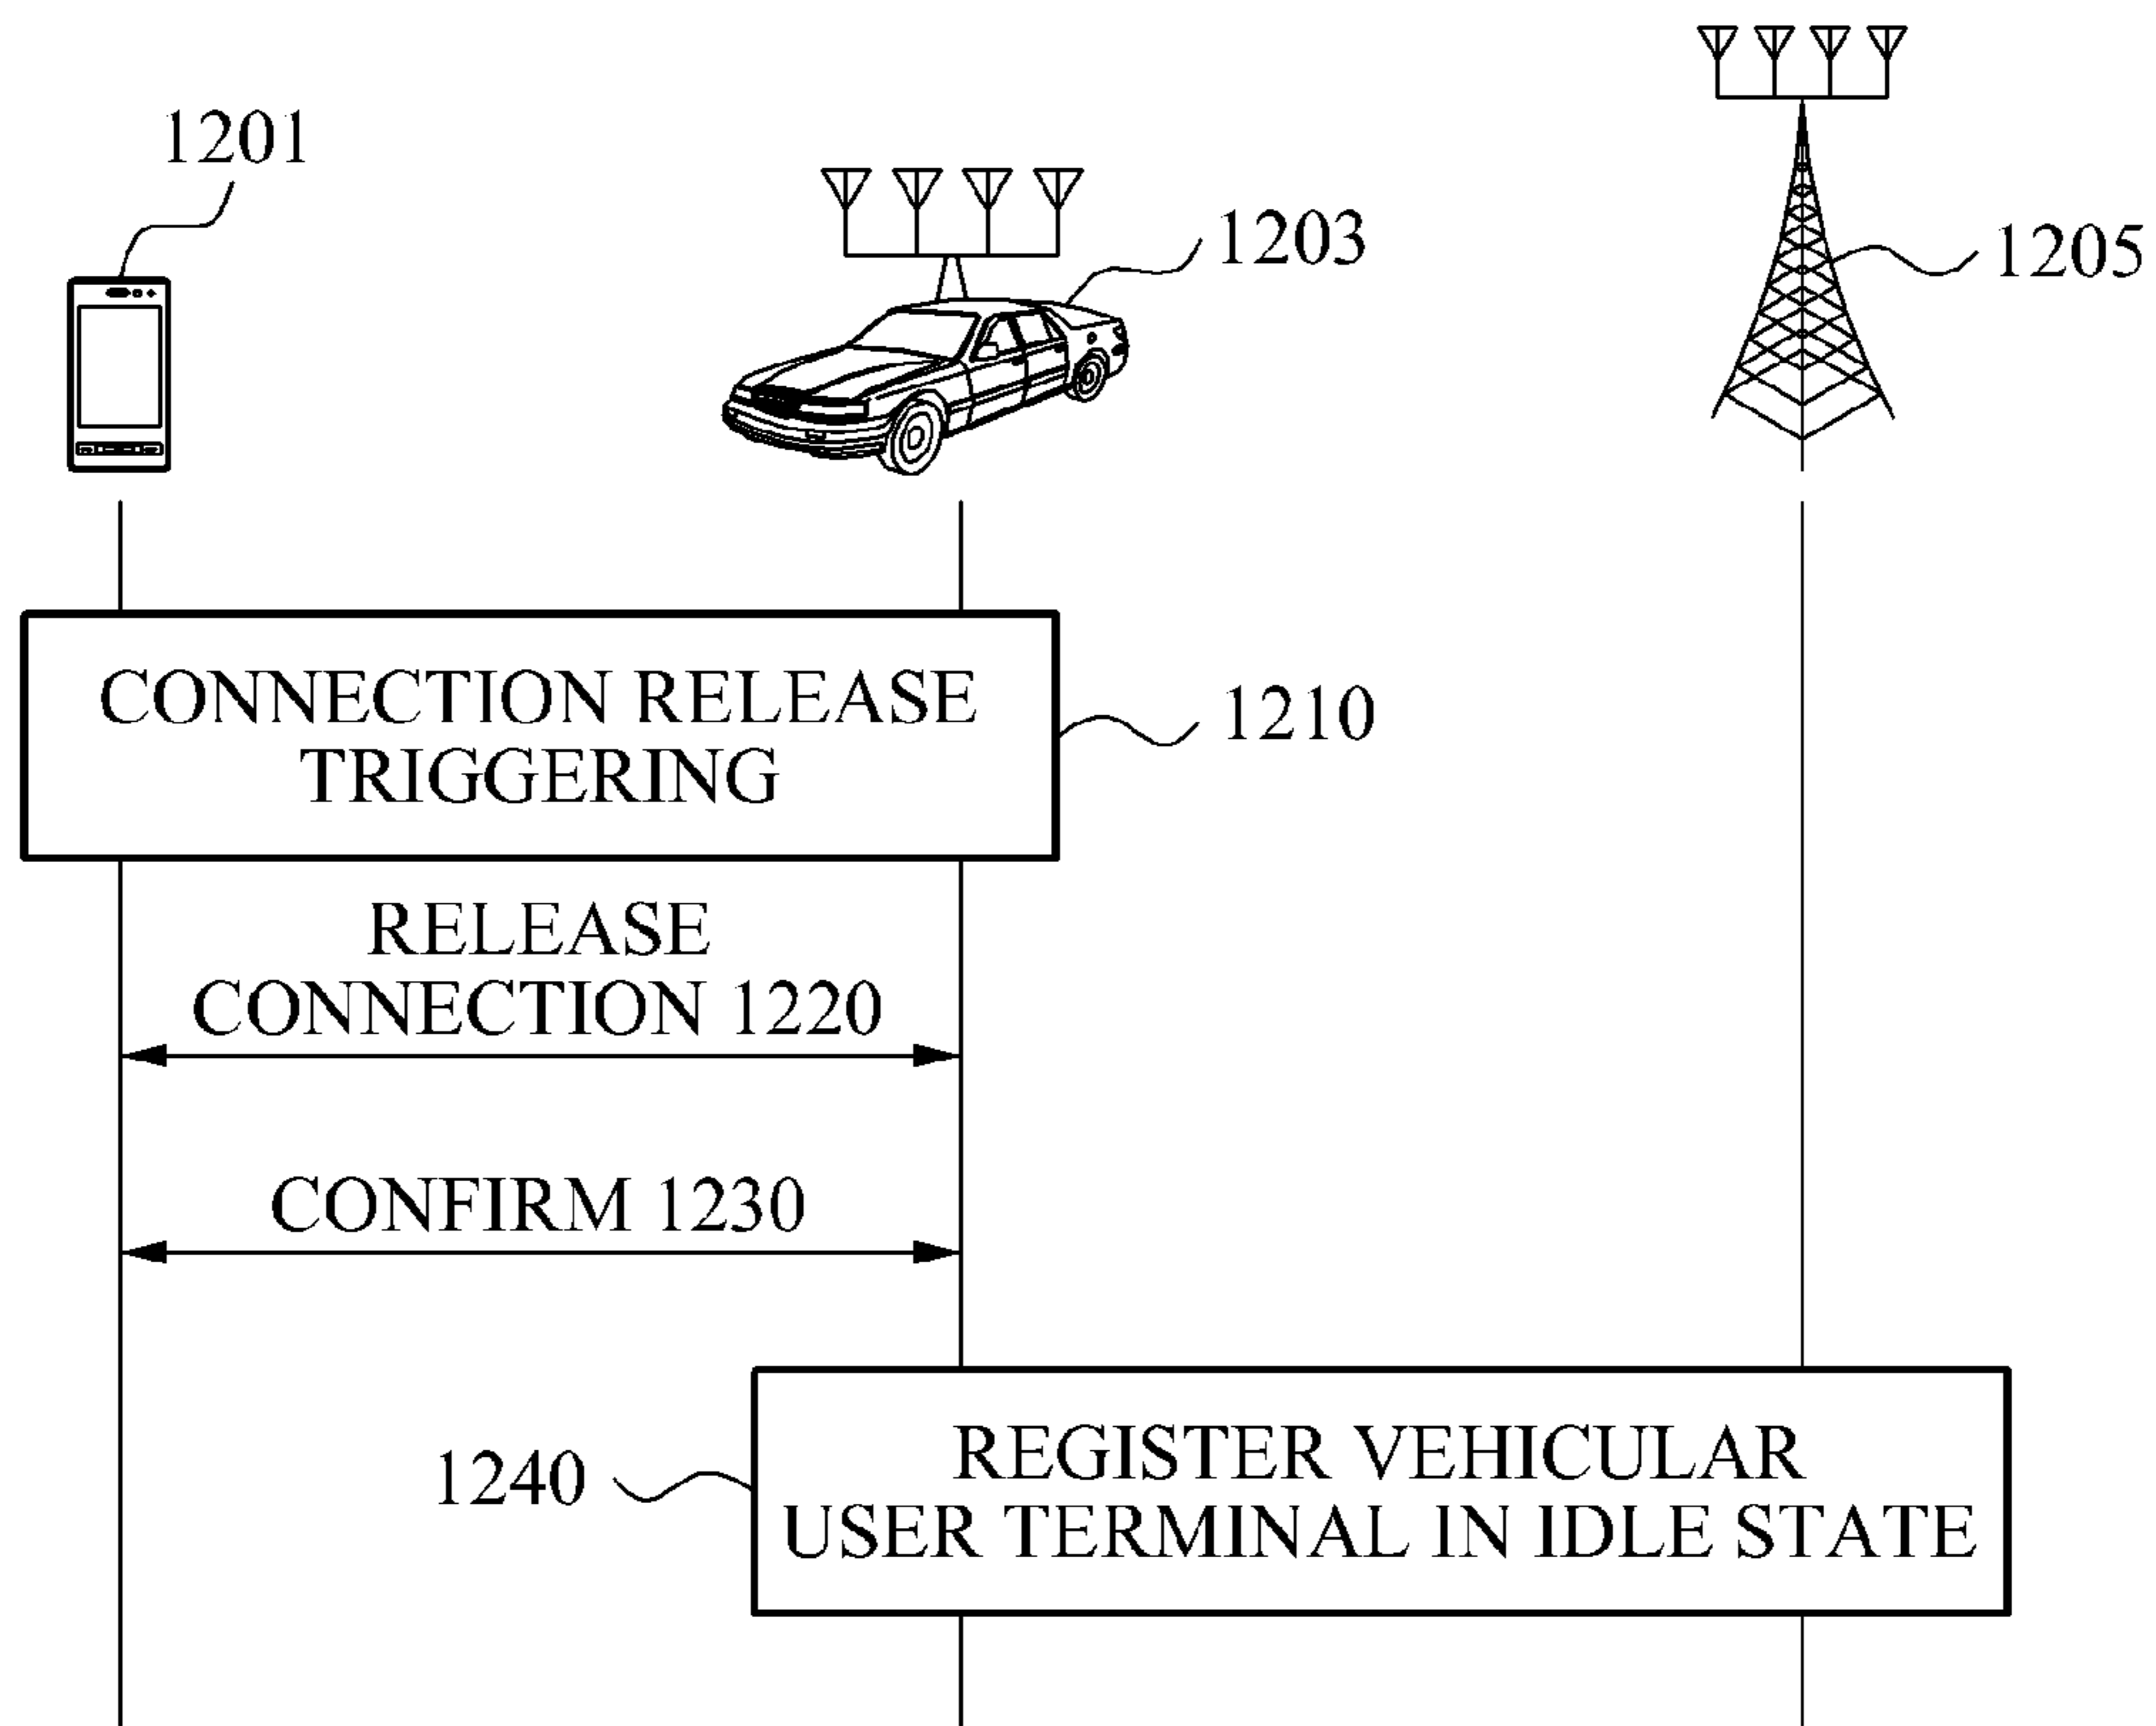 1201
1203
1205
CONNECTION RELEASE
TRIGGERING
1210
RELEASE
CONNECTION 1220
CONFIRM 1230
1240
REGISTER VEHICULAR
USER TERMINAL IN IDLE STATE